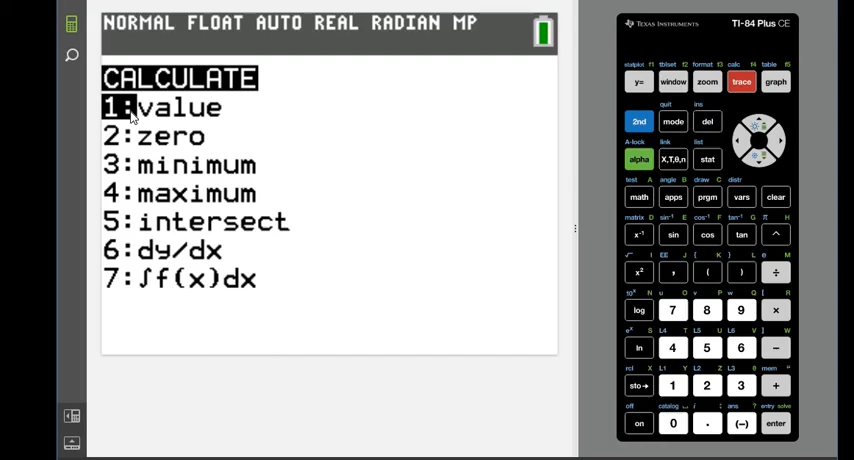 NORMAL FLOAT AUTO REAL RADIAN MP
CALCULATE
1:value
2:zero
3:minimum
4:maximum
5:intersect
6:dy/dx
7:∫f(x)dx
TEXAS INSTRUMENTS TI-84 Plus CE
statplot f1 tblset f2 format f3 calc f4 table f5
y= window zoom trace graph
quit ins
2nd mode del
A-lock link list
alpha X,T,θ,n stat
test A angle B draw C distr
math apps prgm vars clear
matrix D sin⁻¹ E cos⁻¹ F tan⁻¹ G π H
x⁻¹ sin cos tan ^
√ I EE J { K } L e M
x² , ( ) ÷
10ˣ N u O v P w Q [ R
log 7 8 9 ×
eˣ S L4 T L5 U L6 V ] W
ln 4 5 6 −
rcl X L1 Y L2 Z L3 θ mem "
sto→ 1 2 3 +
off catalog ␣ i : ans ? entry solve
on 0 . (−) enter